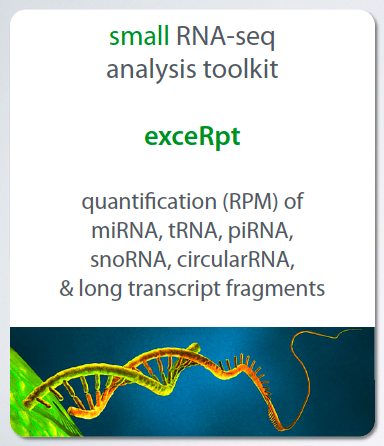 small RNA-seq
analysis toolkit
exceRpt
quantification (RPM) of
miRNA, tRNA, piRNA,
snoRNA, circularRNA,
& long transcript fragments